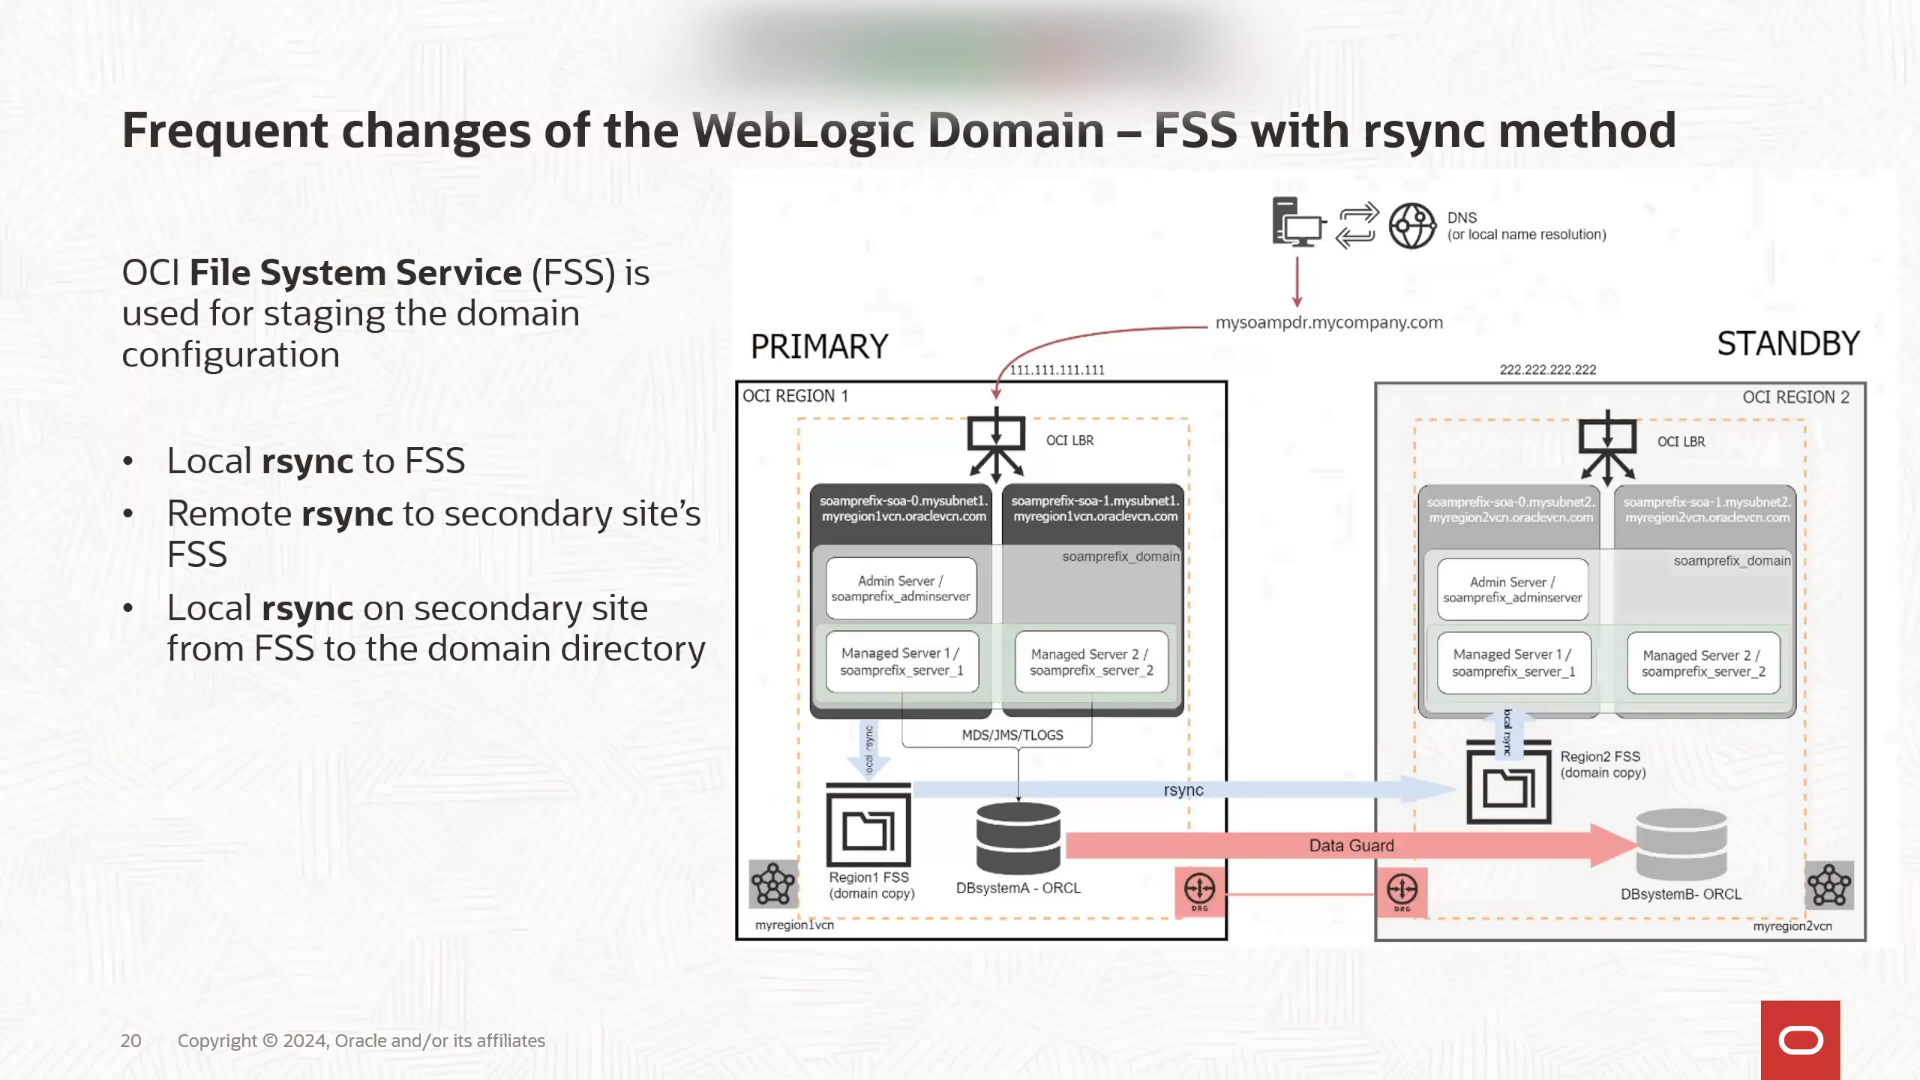 Frequent changes of the WebLogic Domain – FSS with rsync method
OCI File System Service (FSS) is
used for staging the domain
configuration
• Local rsync to FSS
• Remote rsync to secondary site’s
FSS
• Local rsync on secondary site
from FSS to the domain directory
DNS
(or local name resolution)
mysoampdr.mycompany.com
PRIMARY
STANDBY
111.111.111.111
222.222.222.222
OCI REGION 1
OCI LBR
soamprefix-soa-0.mysubnet1.
myregion1vcn.oraclevcn.com
soamprefix-soa-1.mysubnet1.
myregion1vcn.oraclevcn.com
soamprefix_domain
Admin Server /
soamprefix_adminserver
Managed Server 1 /
soamprefix_server_1
Managed Server 2 /
soamprefix_server_2
local rsync
MDS/JMS/TLOGS
Region1 FSS
(domain copy)
DBsystemA - ORCL
DRG
myregion1vcn
rsync
Data Guard
OCI REGION 2
OCI LBR
soamprefix-soa-0.mysubnet2.
myregion2vcn.oraclevcn.com
soamprefix-soa-1.mysubnet2.
myregion2vcn.oraclevcn.com
soamprefix_domain
Admin Server /
soamprefix_adminserver
Managed Server 1 /
soamprefix_server_1
Managed Server 2 /
soamprefix_server_2
local rsync
Region2 FSS
(domain copy)
DBsystemB- ORCL
DRG
myregion2vcn
20 Copyright © 2024, Oracle and/or its affiliates